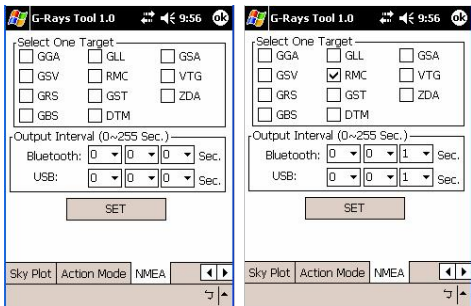 G-Rays Tool 1.0 9:56 ok
Select One Target
GGA GLL GSA
GSV RMC VTG
GRS GST ZDA
GBS DTM
Output Interval (0~255 Sec.)
Bluetooth: 0 0 0 Sec.
USB: 0 0 0 Sec.
SET
Sky Plot Action Mode NMEA
G-Rays Tool 1.0 9:56 ok
Select One Target
GGA GLL GSA
GSV RMC VTG
GRS GST ZDA
GBS DTM
Output Interval (0~255 Sec.)
Bluetooth: 0 0 1 Sec.
USB: 0 0 1 Sec.
SET
Sky Plot Action Mode NMEA